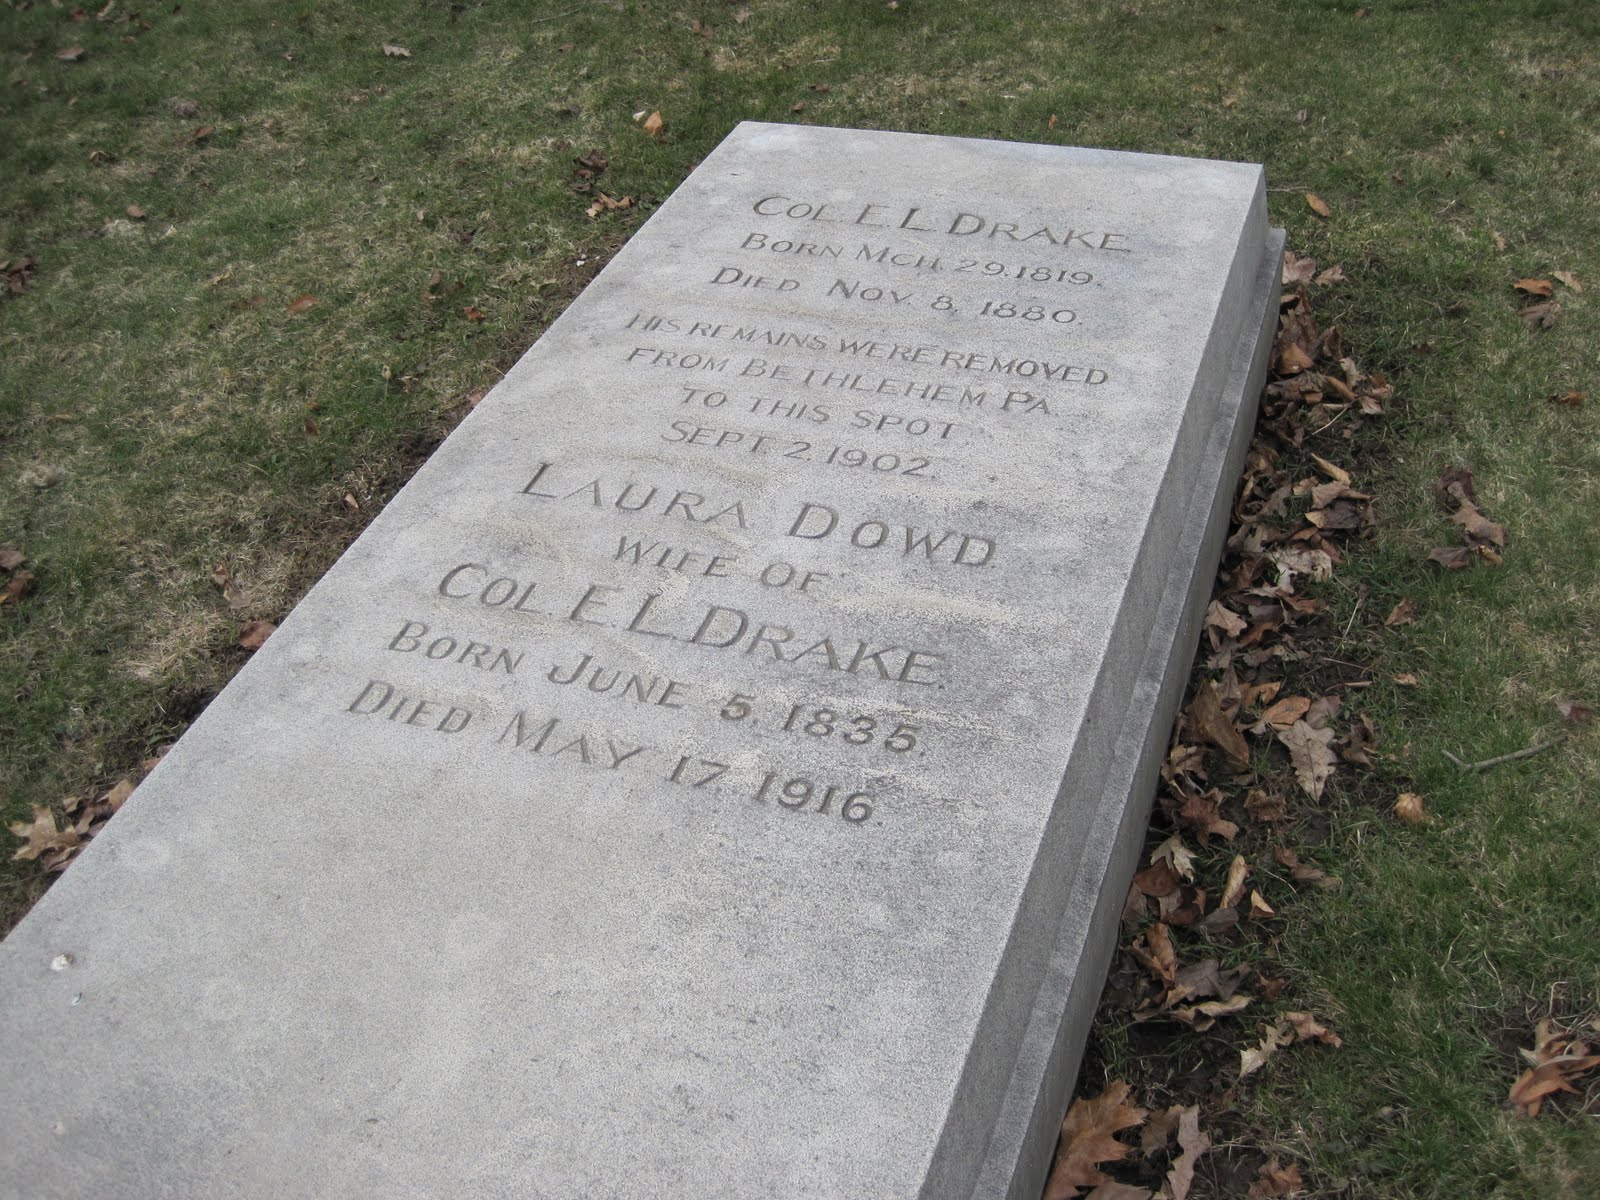 COL. E. L. DRAKE
BORN MCH. 29. 1819.
DIED NOV. 8, 1880.
HIS REMAINS WERE REMOVED
FROM BETHLEHEM PA.
TO THIS SPOT
SEPT. 2. 1902.
LAURA DOWD.
WIFE OF
COL. E. L. DRAKE.
BORN JUNE 5, 1835.
DIED MAY 17, 1916.